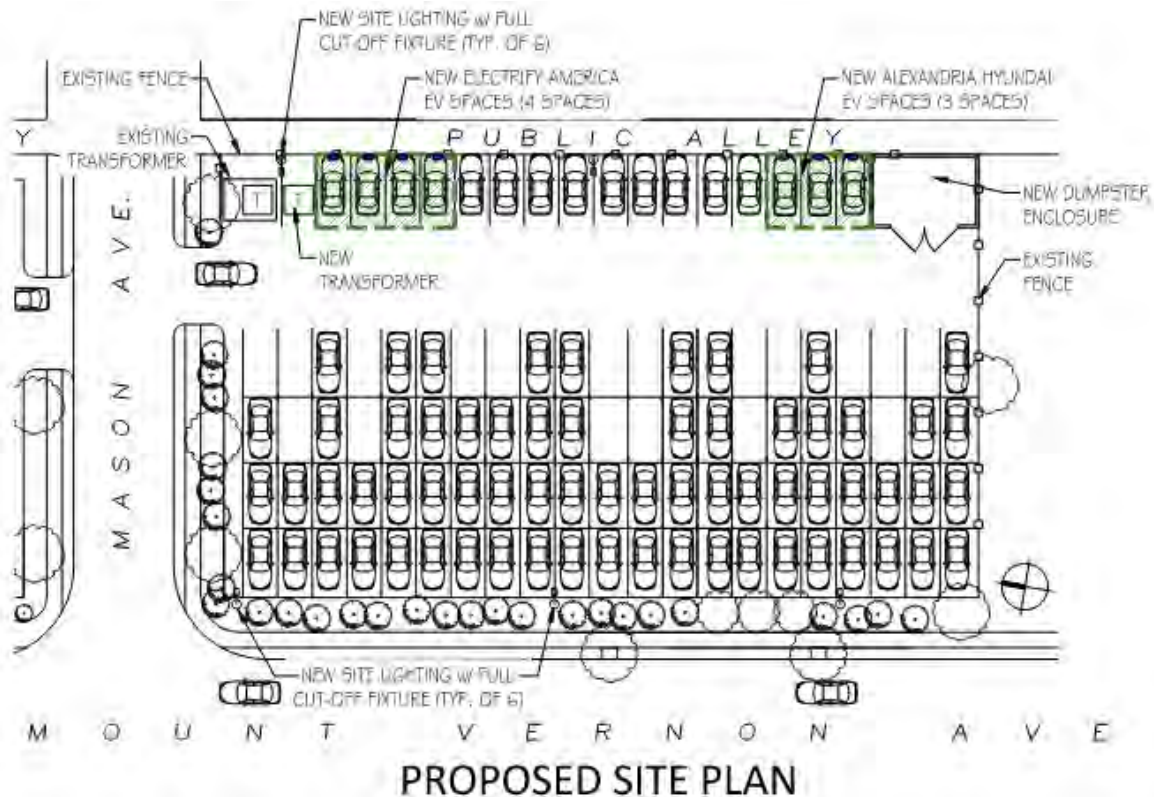 NEW SITE LIGHTING w/ FULL
CUT-OFF FIXTURE (TYP. OF 6)
EXISTING FENCE
NEW ELECTRIFY AMERICA
EV SPACES (4 SPACES)
NEW ALEXANDRIA HYUNDAI
EV SPACES (3 SPACES)
Y
PUBLIC ALLEY
EXISTING
TRANSFORMER
T
T
NEW DUMPSTER
ENCLOSURE
NEW
TRANSFORMER
EXISTING
FENCE
MASON AVE.
NEW SITE LIGHTING w/ FULL
CUT-OFF FIXTURE (TYP. OF 6)
MOUNT VERNON AVE
PROPOSED SITE PLAN